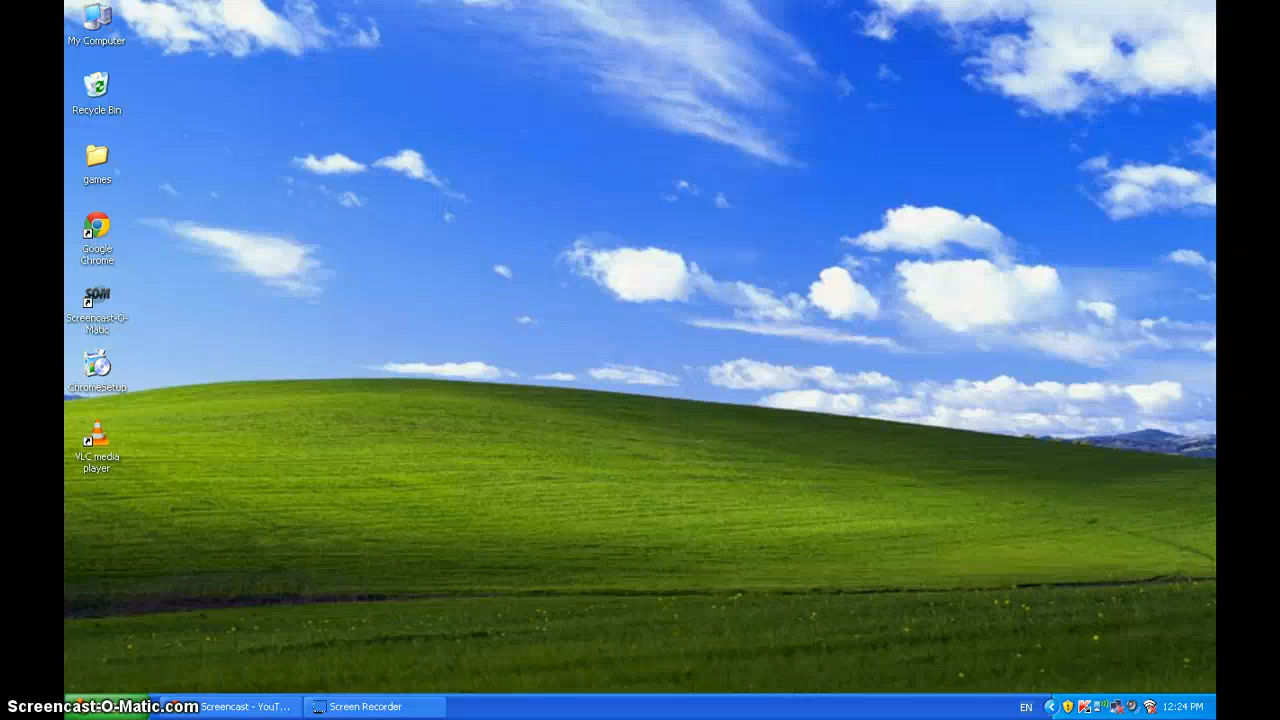 My Computer
Recycle Bin
games
Google
Chrome
SOM
Screencast-O-
Matic
ChromeSetup
VLC media
player
Screencast-O-Matic.com
Screencast - YouT...
Screen Recorder
EN
12:24 PM